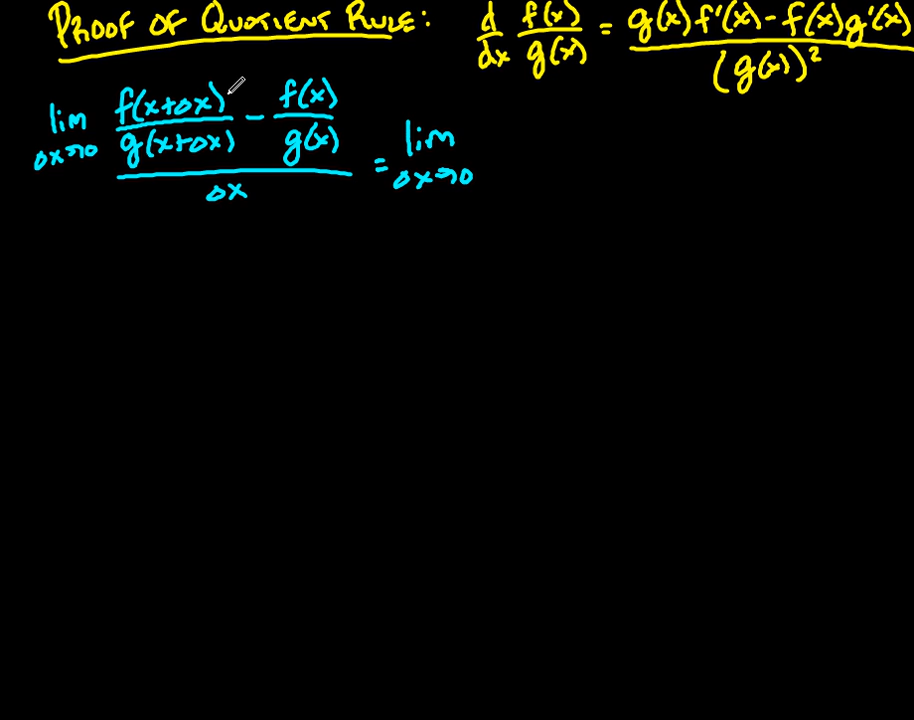 PROOF OF QUOTIENT RULE: d/dx f(x)/g(x) = g(x)f'(x) - f(x)g'(x) / (g(x))²
lim Δx→0 f(x+Δx)/g(x+Δx) - f(x)/g(x) / Δx = lim Δx→0